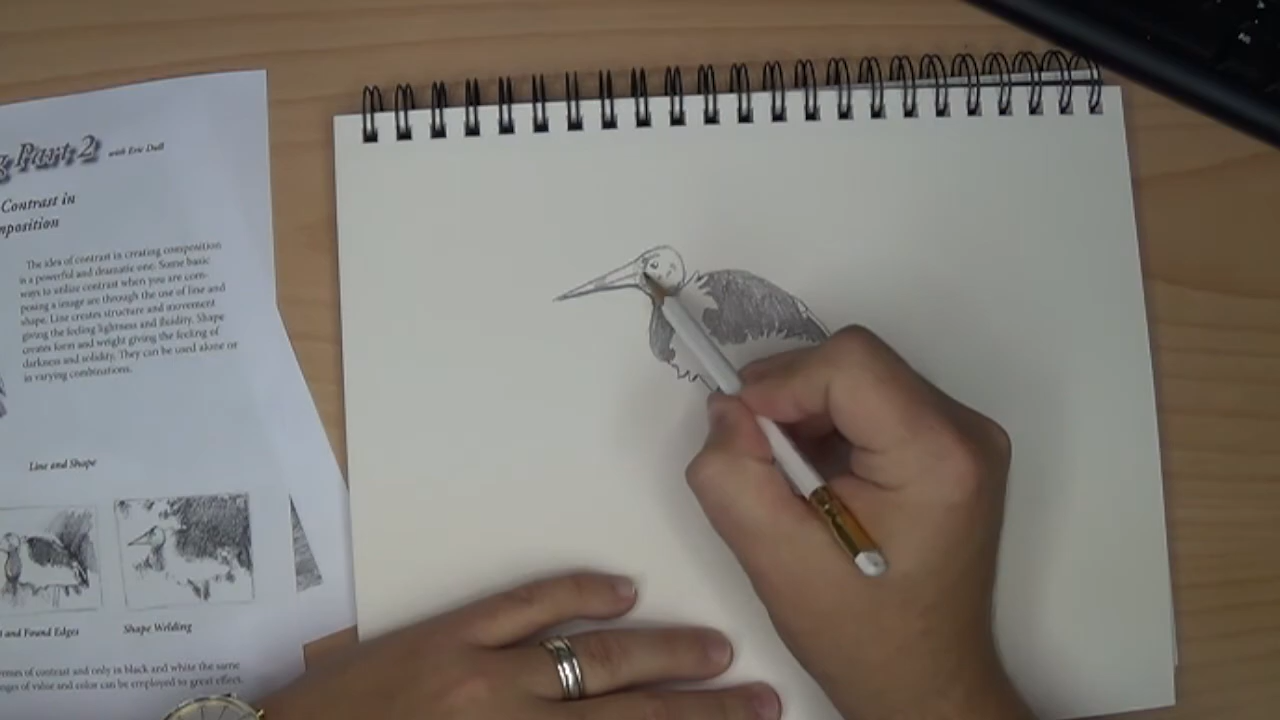 g Part 2 with Eric Dull
Contrast in
mposition
The idea of contrast in creating composition
is a powerful and dramatic one. Some basic
ways to utilize contrast when you are com-
posing a image are through the use of line and
shape. Line creates structure and movement
giving the feeling lightness and fluidity. Shape
creates form and weight giving the feeling of
darkness and solidity. They can be used alone or
in varying combinations.
Line and Shape
t and Found Edges
Shape Welding
remes of contrast and only in black and white the same
nges of value and color can be employed to great effect.